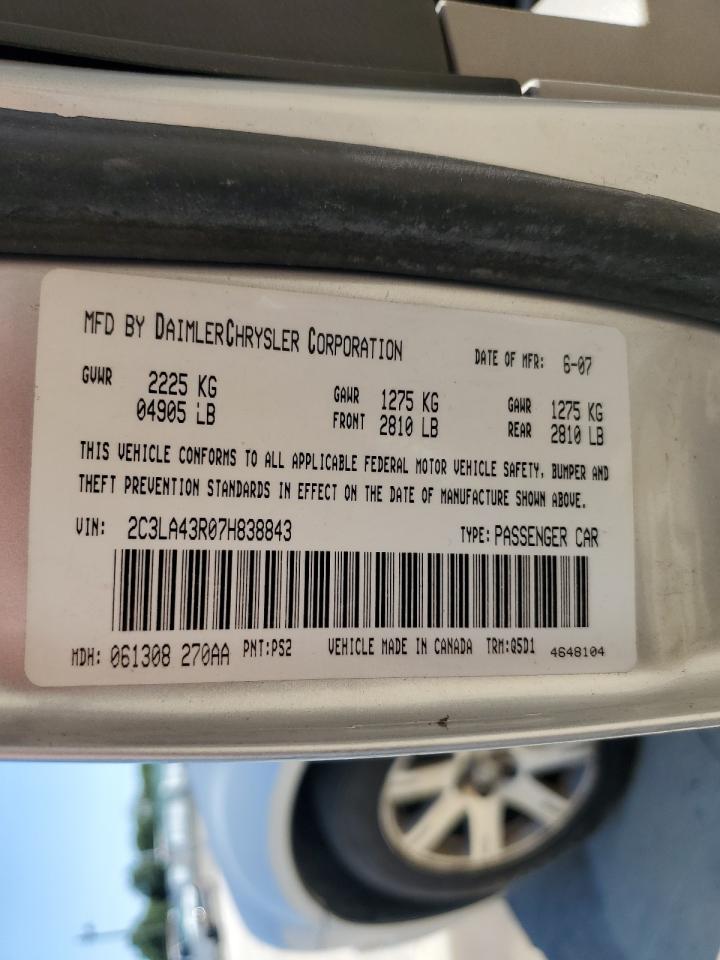 MFD BY DAIMLERCHRYSLER CORPORATION DATE OF MFR: 6-07
GVWR 2225 KG GAWR 1275 KG GAWR 1275 KG
04905 LB FRONT 2810 LB REAR 2810 LB
THIS VEHICLE CONFORMS TO ALL APPLICABLE FEDERAL MOTOR VEHICLE SAFETY, BUMPER AND
THEFT PREVENTION STANDARDS IN EFFECT ON THE DATE OF MANUFACTURE SHOWN ABOVE.
VIN: 2C3LA43R07H838843 TYPE: PASSENGER CAR
MDH: 061308 270AA PNT:PS2 VEHICLE MADE IN CANADA TRM:Q5D1 4648104